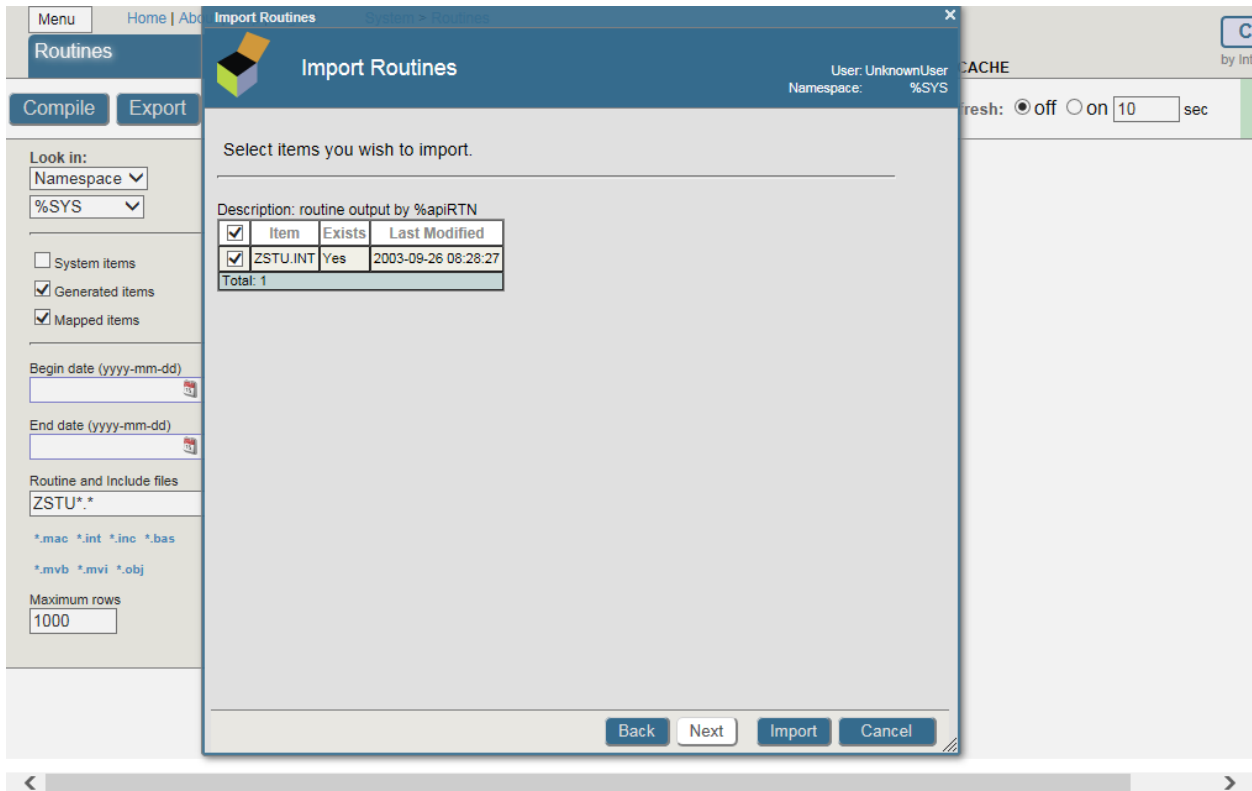 Menu
Home | Abo
Routines
Compile
Export
Look in:
Namespace
%SYS
System items
Generated items
Mapped items
Begin date (yyyy-mm-dd)
End date (yyyy-mm-dd)
Routine and Include files
ZSTU*.*
*.mac *.int *.inc *.bas
*.mvb *.mvi *.obj
Maximum rows
1000
Import Routines
System > Routines
Import Routines
User: UnknownUser
Namespace: %SYS
Select items you wish to import.
Description: routine output by %apiRTN
Item Exists Last Modified
ZSTU.INT Yes 2003-09-26 08:28:27
Total: 1
Back
Next
Import
Cancel
CACHE
C
by Int
fresh: off on 10 sec